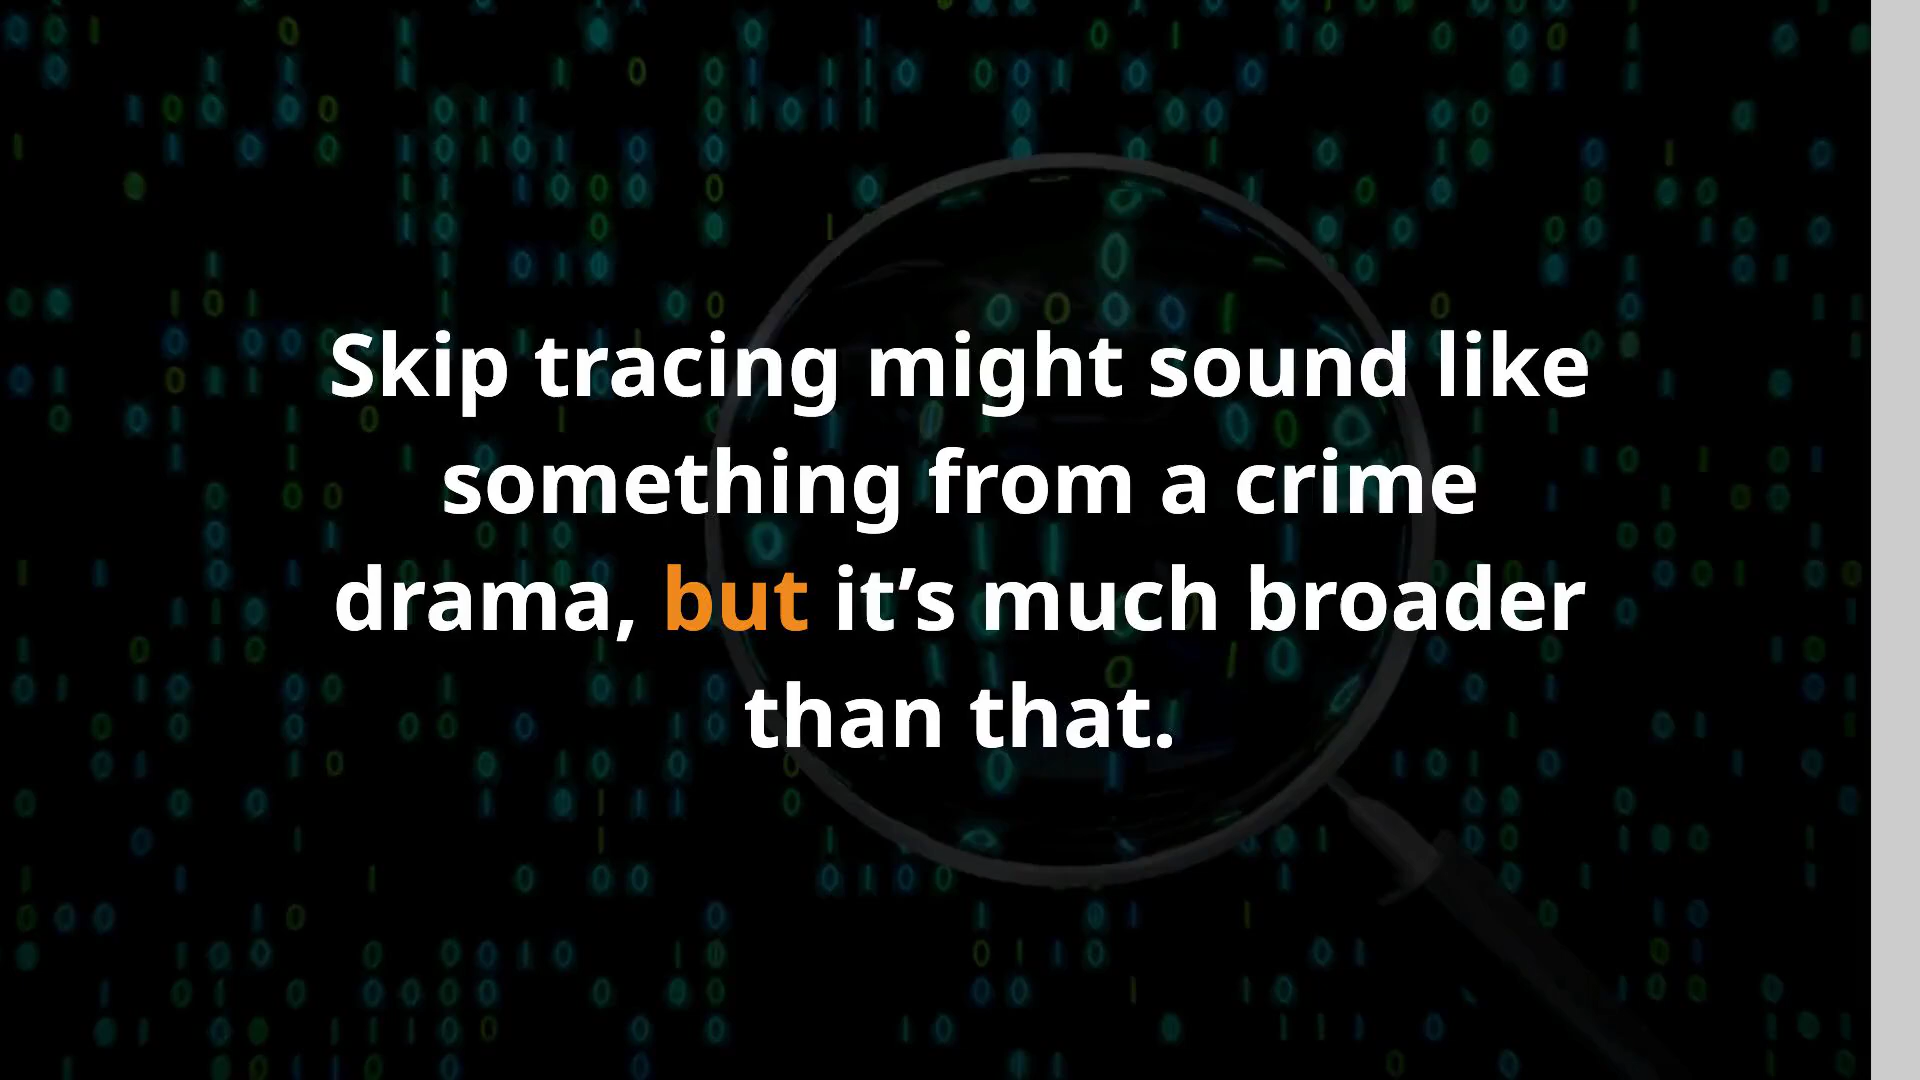 Skip tracing might sound like
something from a crime
drama, but it’s much broader
than that.